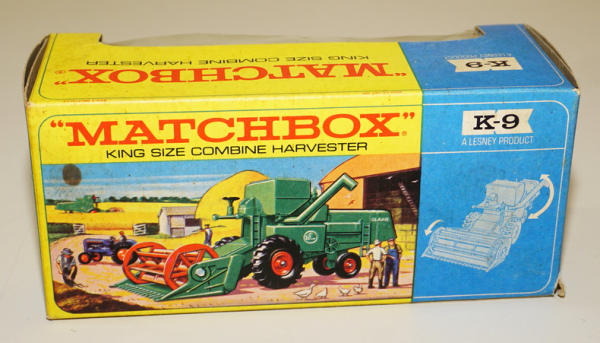 K-9
A LESNEY PRODUCT
"MATCHBOX"®
KING SIZE COMBINE HARVESTER
"MATCHBOX"®
KING SIZE COMBINE HARVESTER
K-9
A LESNEY PRODUCT
CLAAS